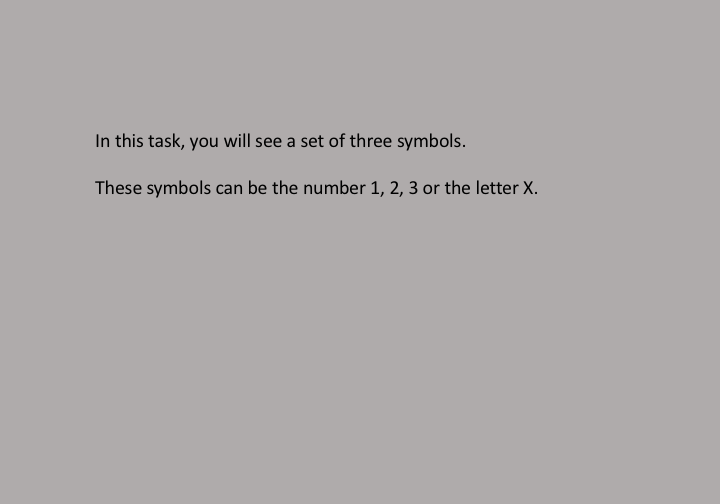 In this task, you will see a set of three symbols.
These symbols can be the number 1, 2, 3 or the letter X.